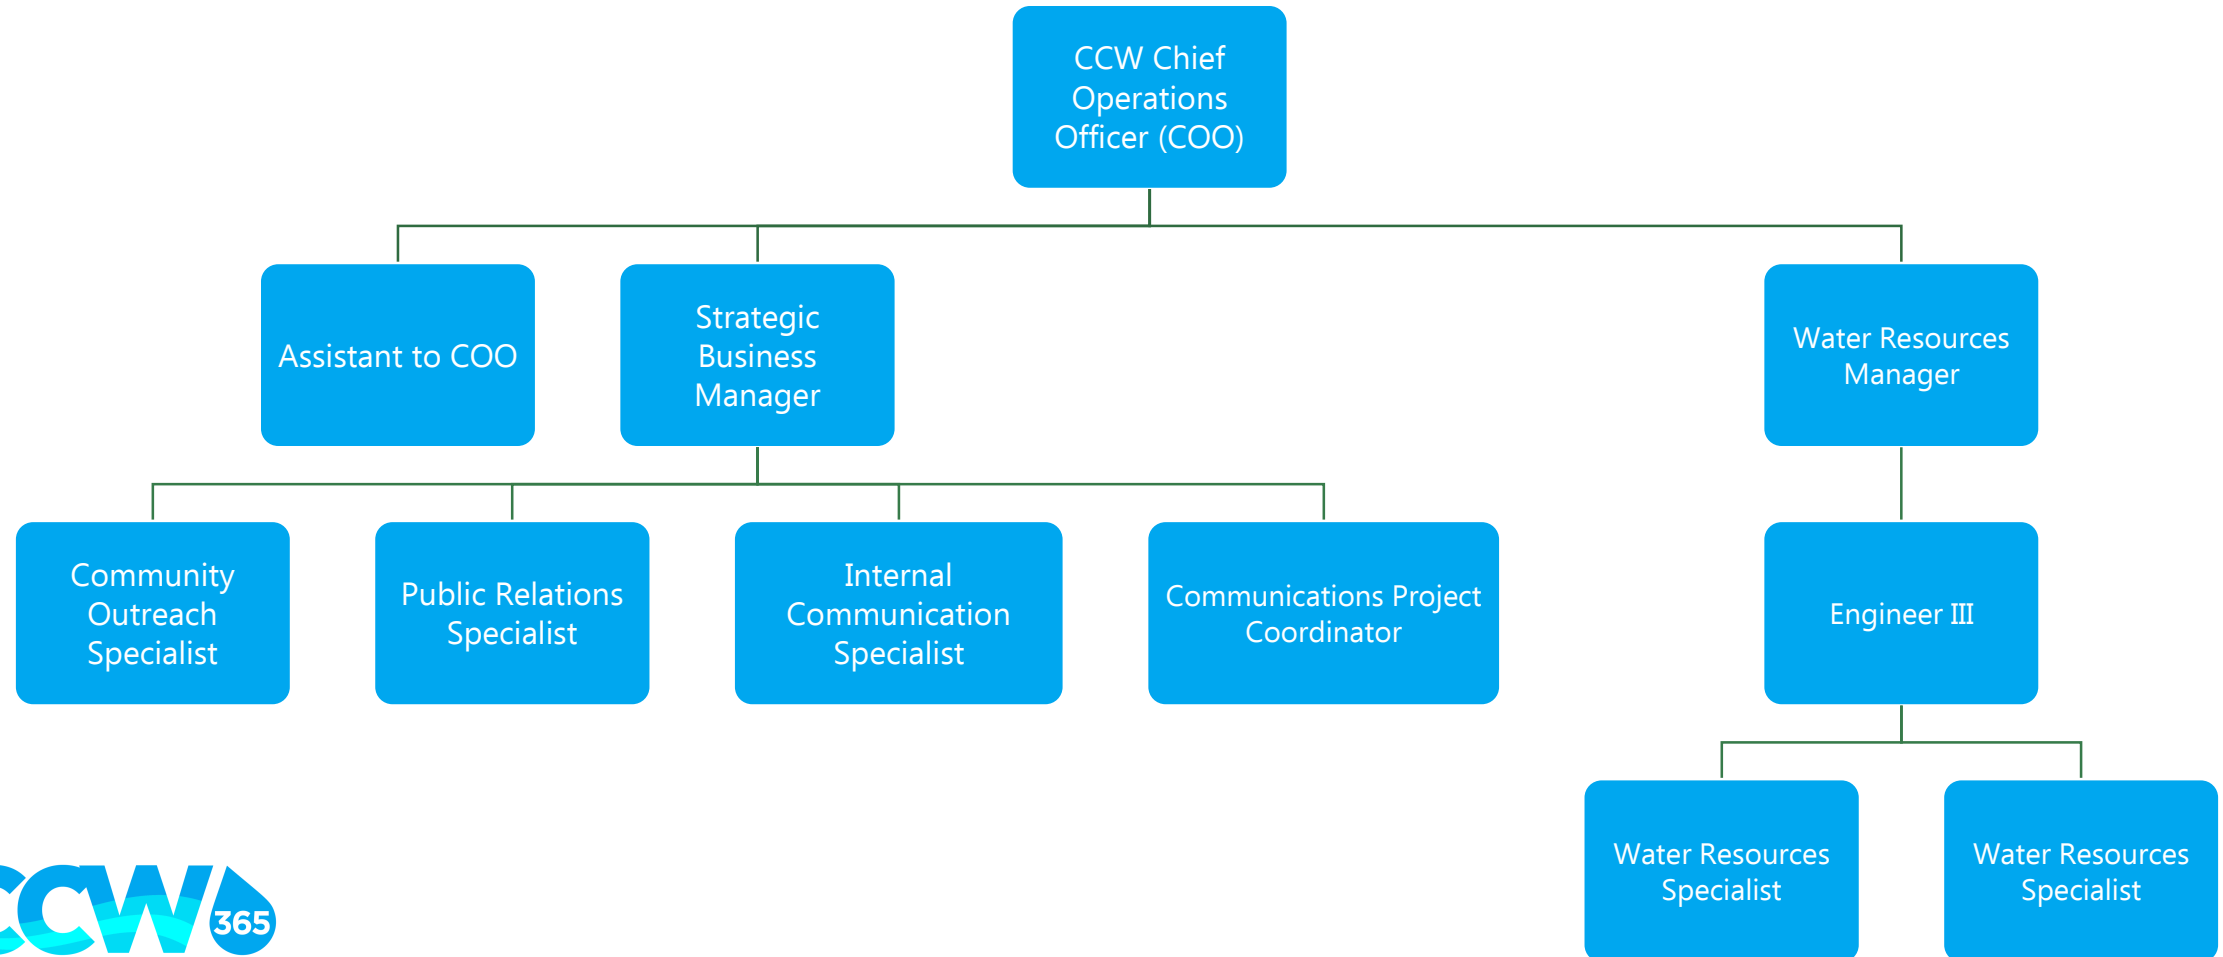 CCW Chief
Operations
Officer (COO)
Assistant to COO
Strategic
Business
Manager
Water Resources
Manager
Community
Outreach
Specialist
Public Relations
Specialist
Internal
Communication
Specialist
Communications Project
Coordinator
Engineer III
Water Resources
Specialist
Water Resources
Specialist
CCW
365